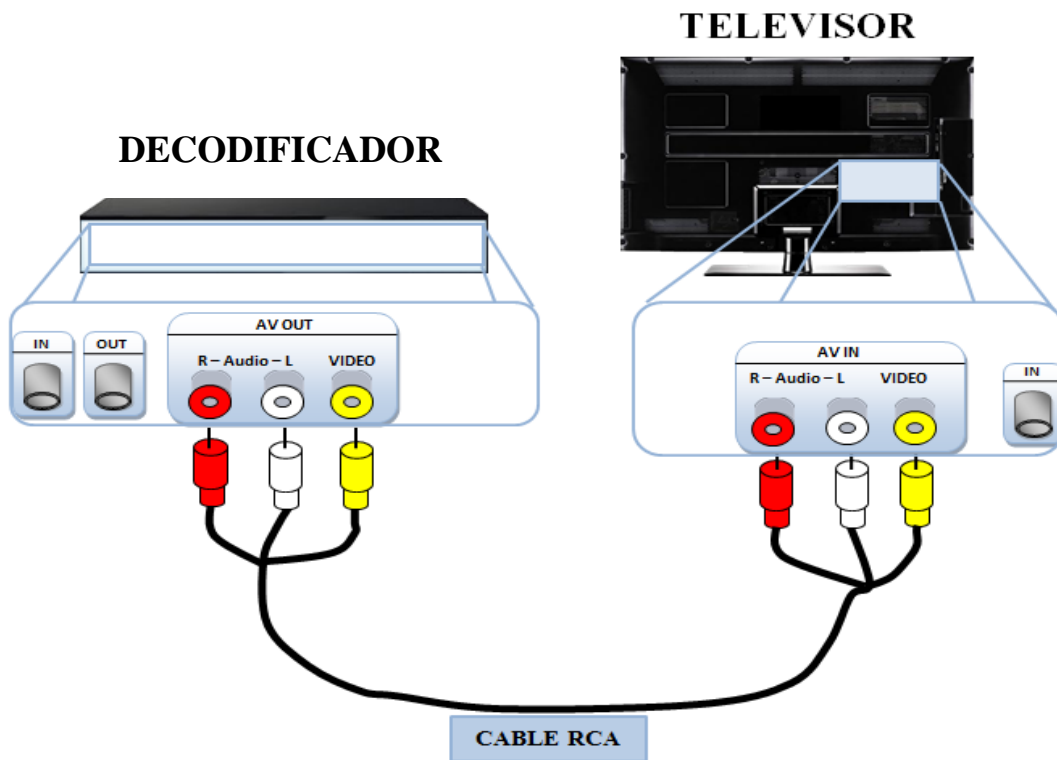 TELEVISOR
DECODIFICADOR
IN
OUT
AV OUT
R – Audio – L
VIDEO
AV IN
R – Audio – L
VIDEO
IN
CABLE RCA